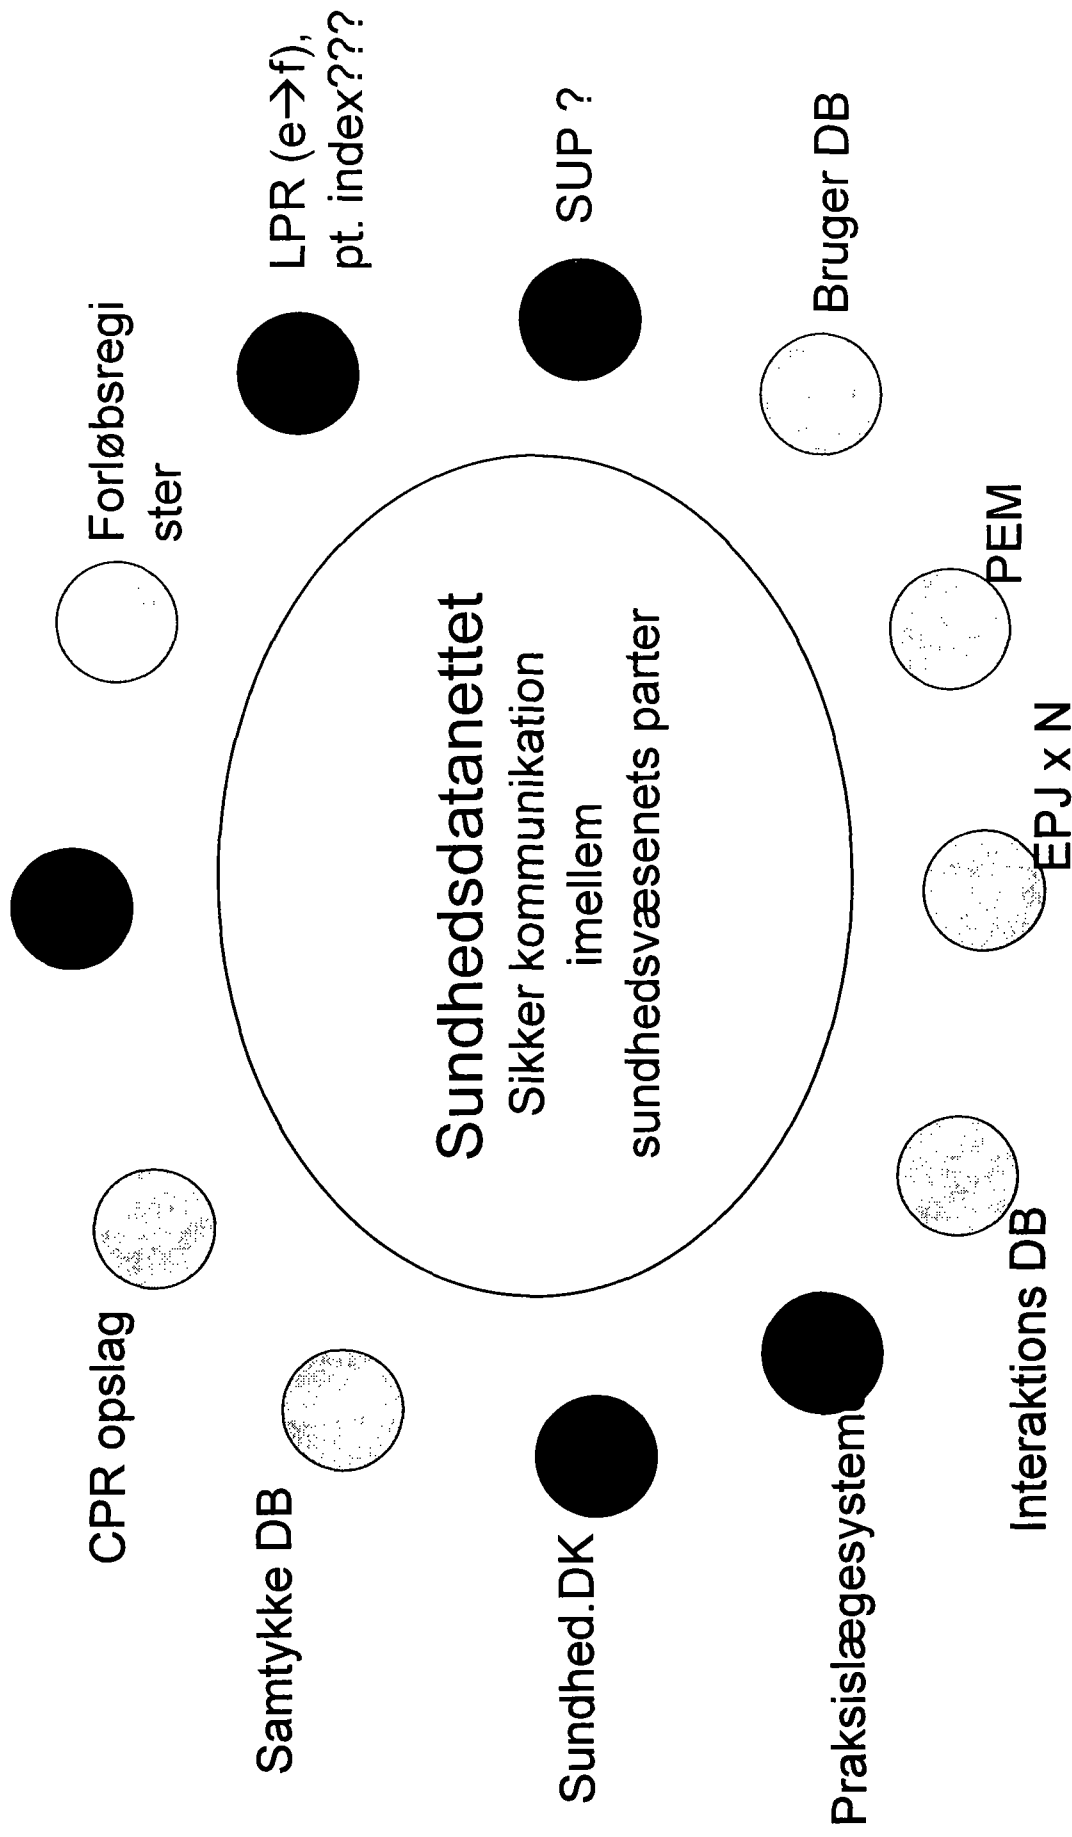 Forløbsregi
ster
LPR (e→f),
pt. index???
SUP ?
Bruger DB
PEM
EPJ x N
Interaktions DB
Praksislægesystem
Sundhed.DK
Samtykke DB
CPR opslag
Sundhedsdatanettet
Sikker kommunikation
imellem
sundhedsvæsenets parter